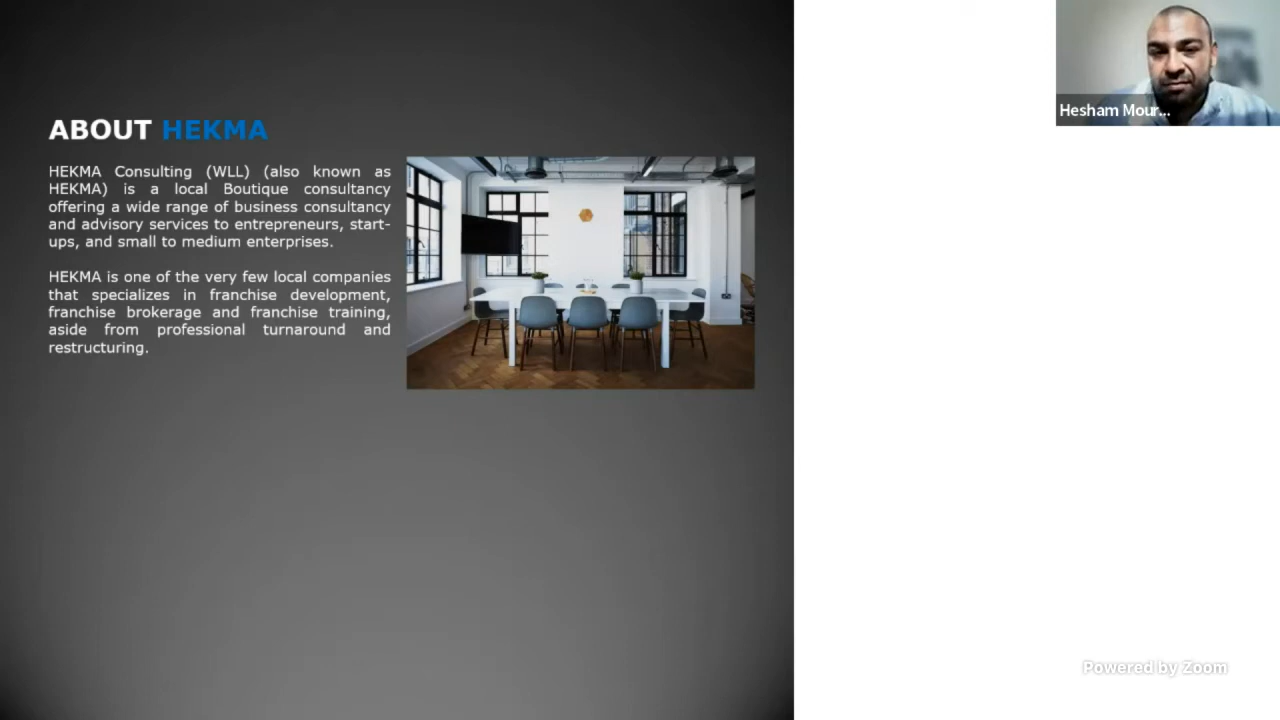 ABOUT HEKMA
HEKMA Consulting (WLL) (also known as
HEKMA) is a local Boutique consultancy
offering a wide range of business consultancy
and advisory services to entrepreneurs, start-
ups, and small to medium enterprises.
HEKMA is one of the very few local companies
that specializes in franchise development,
franchise brokerage and franchise training,
aside from professional turnaround and
restructuring.
Hesham Mour...
Powered by Zoom